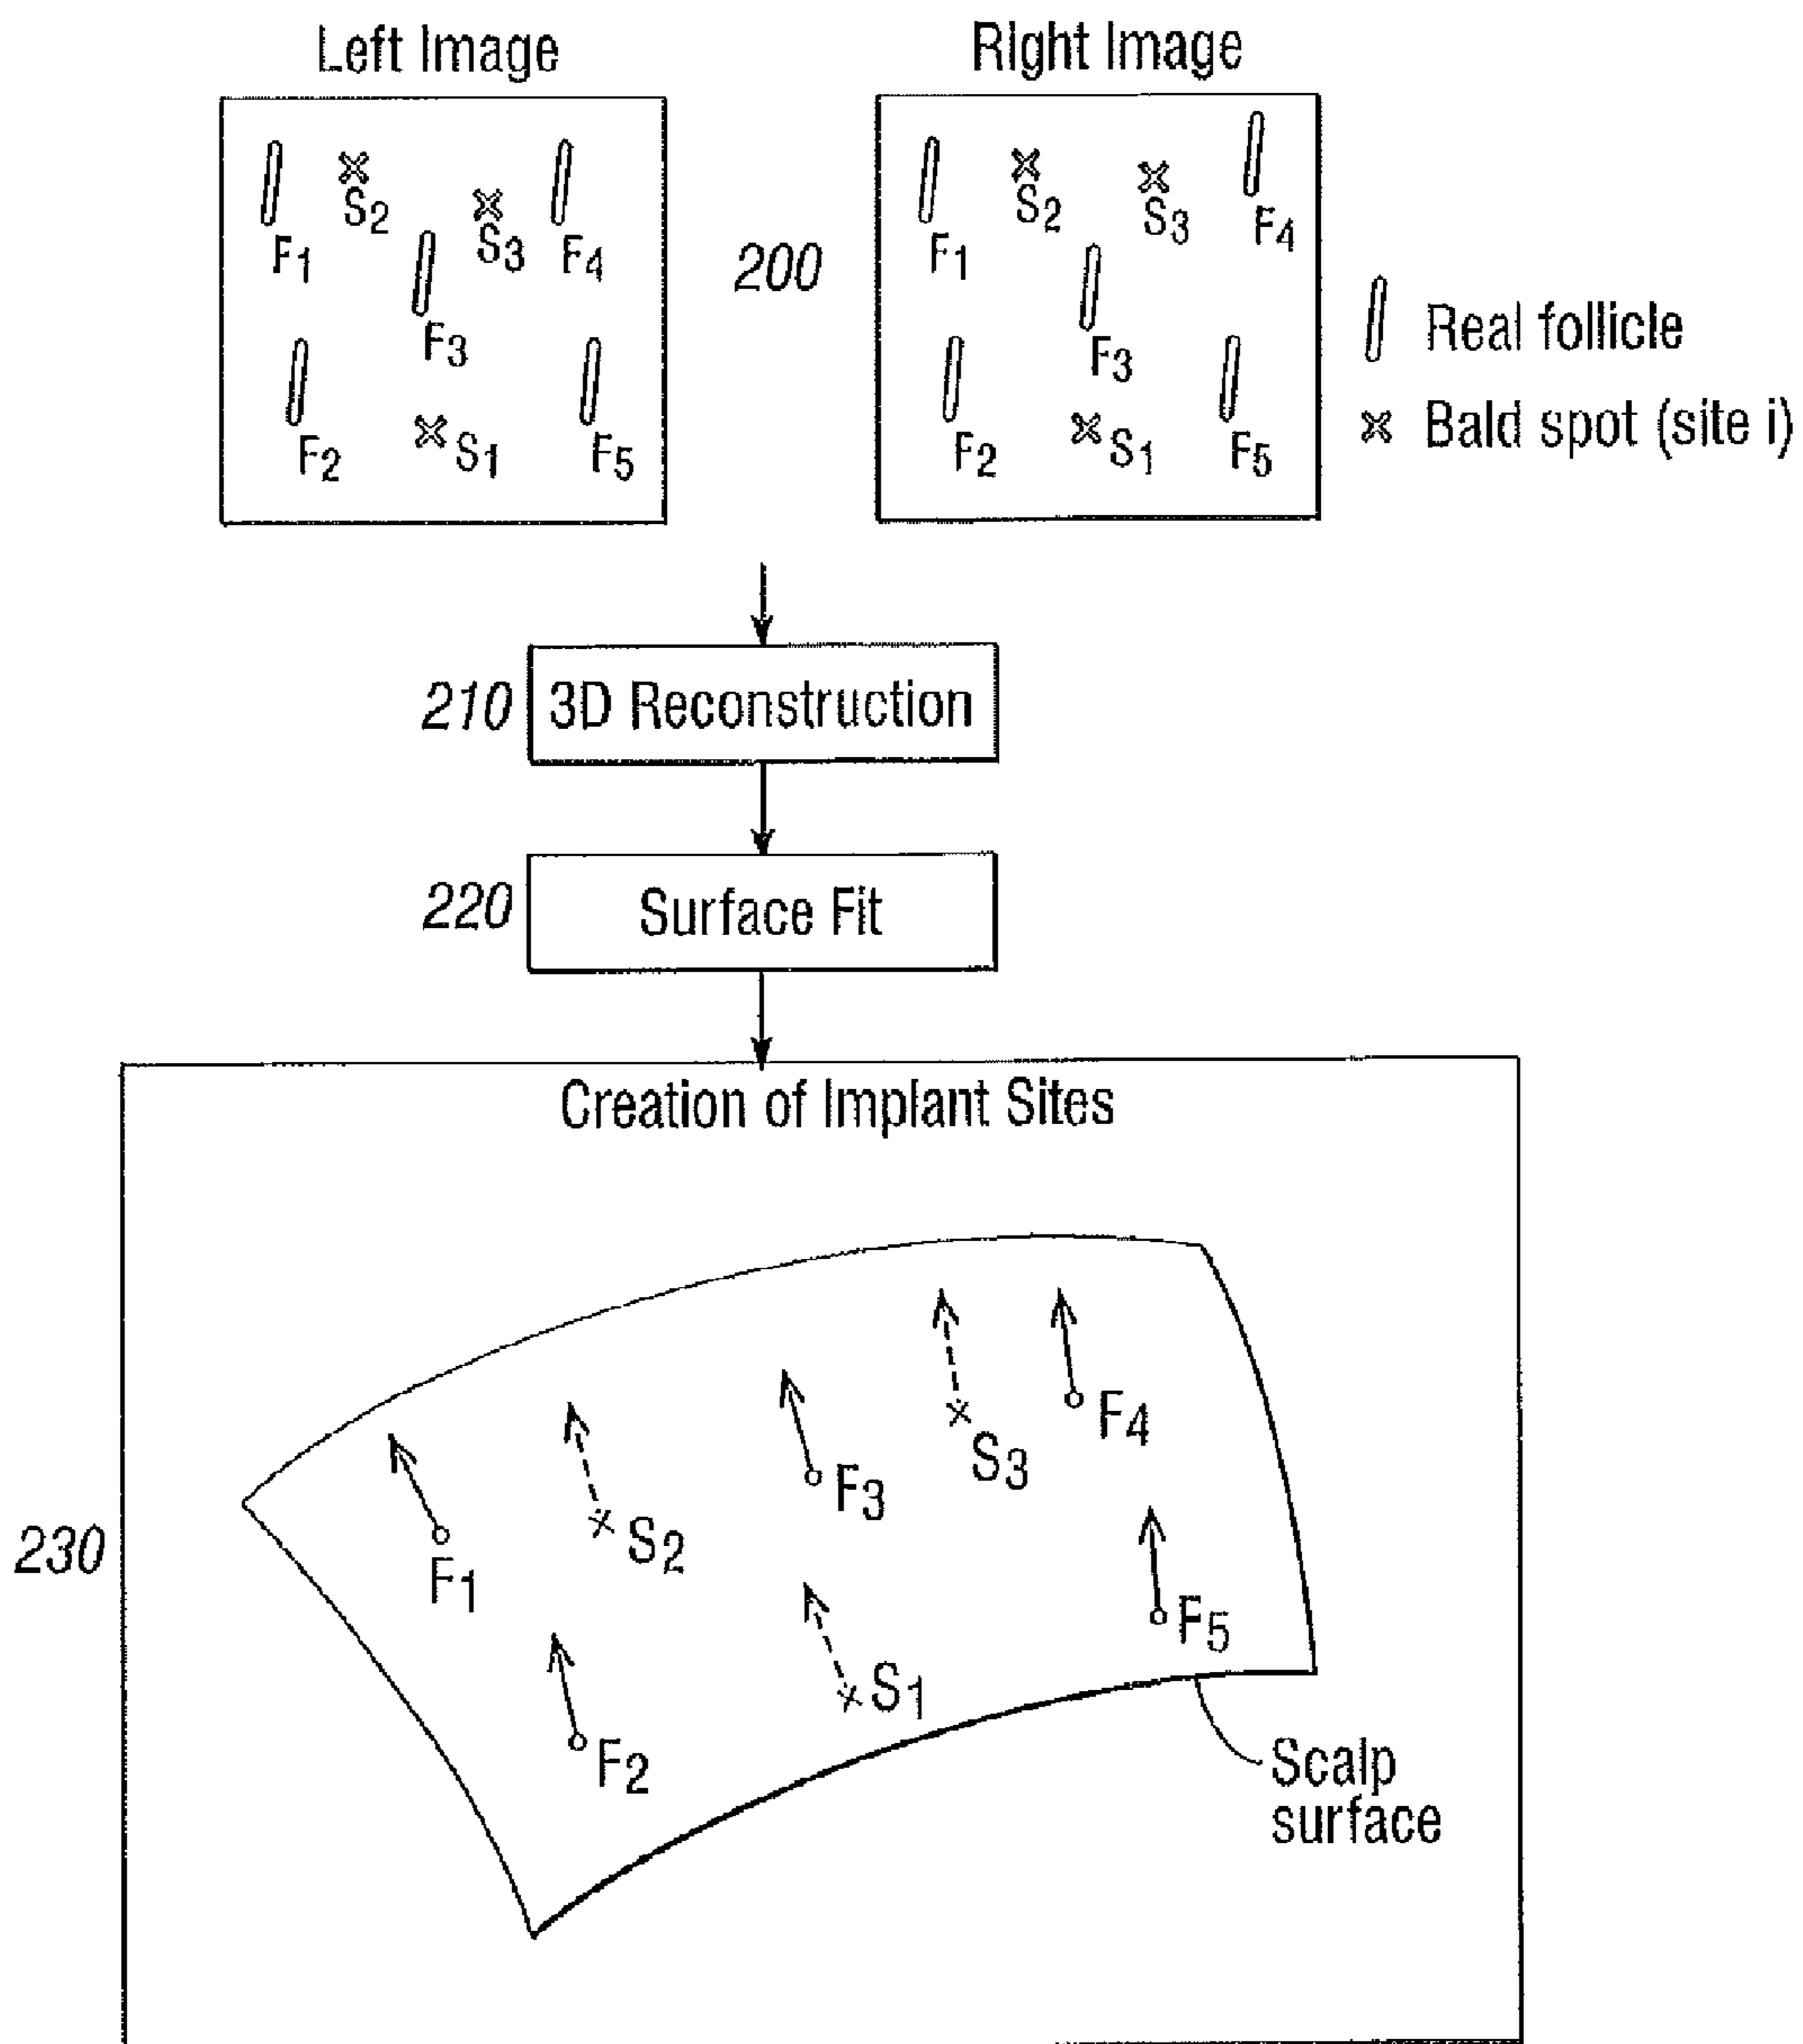 Left Image
Right Image
F1
S2
S3
F4
F3
F2
S1
F5
200
F1
S2
S3
F4
F3
F2
S1
F5
Real follicle
Bald spot (site i)
210
3D Reconstruction
220
Surface Fit
230
Creation of Implant Sites
F1
S2
F3
S3
F4
F2
S1
F5
Scalp
surface